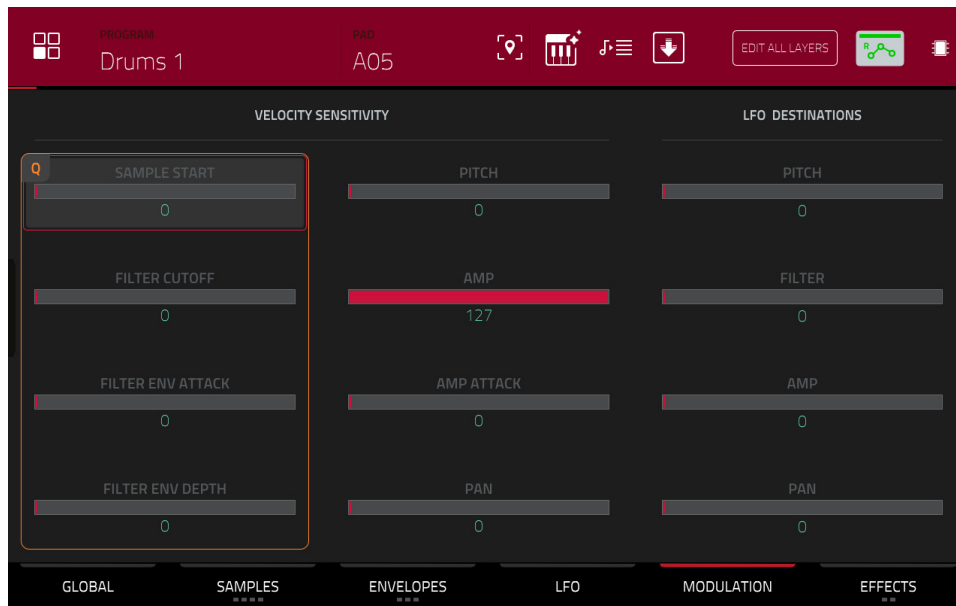 PROGRAM PAD
Drums 1 A05 EDIT ALL LAYERS R
VELOCITY SENSITIVITY LFO DESTINATIONS
Q SAMPLE START PITCH PITCH
0 0 0
FILTER CUTOFF AMP FILTER
0 127 0
FILTER ENV ATTACK AMP ATTACK AMP
0 0 0
FILTER ENV DEPTH PAN PAN
0 0 0
GLOBAL SAMPLES ENVELOPES LFO MODULATION EFFECTS